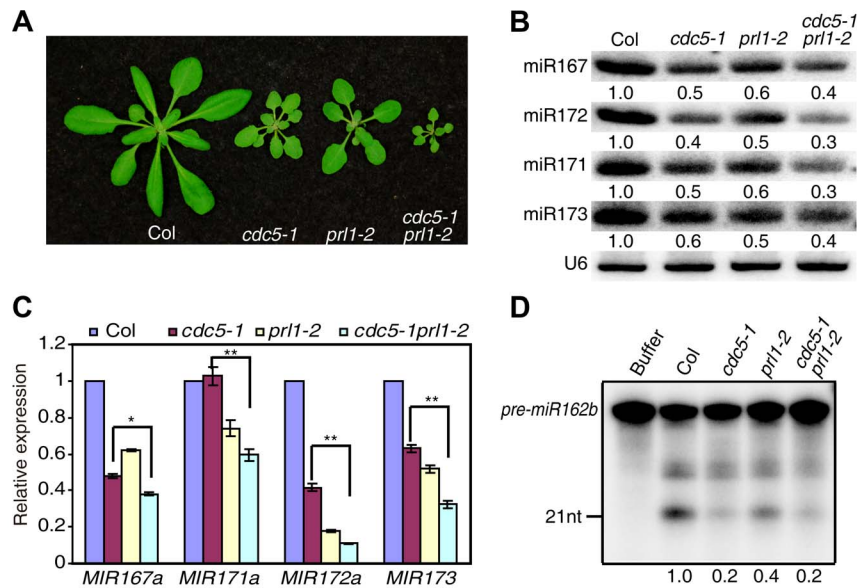 A
Col
cdc5-1
prl1-2
cdc5-1
prl1-2
B
Col
cdc5-1
prl1-2
cdc5-1
prl1-2
miR167
1.0 0.5 0.6 0.4
miR172
1.0 0.4 0.5 0.3
miR171
1.0 0.5 0.6 0.3
miR173
1.0 0.6 0.5 0.4
U6
C
Col cdc5-1 prl1-2 cdc5-1prl1-2
Relative expression
1.2
1
0.8
0.6
0.4
0.2
0
*
**
**
**
MIR167a MIR171a MIR172a MIR173
D
Buffer
Col
cdc5-1
prl1-2
cdc5-1
prl1-2
pre-miR162b
21nt
1.0 0.2 0.4 0.2